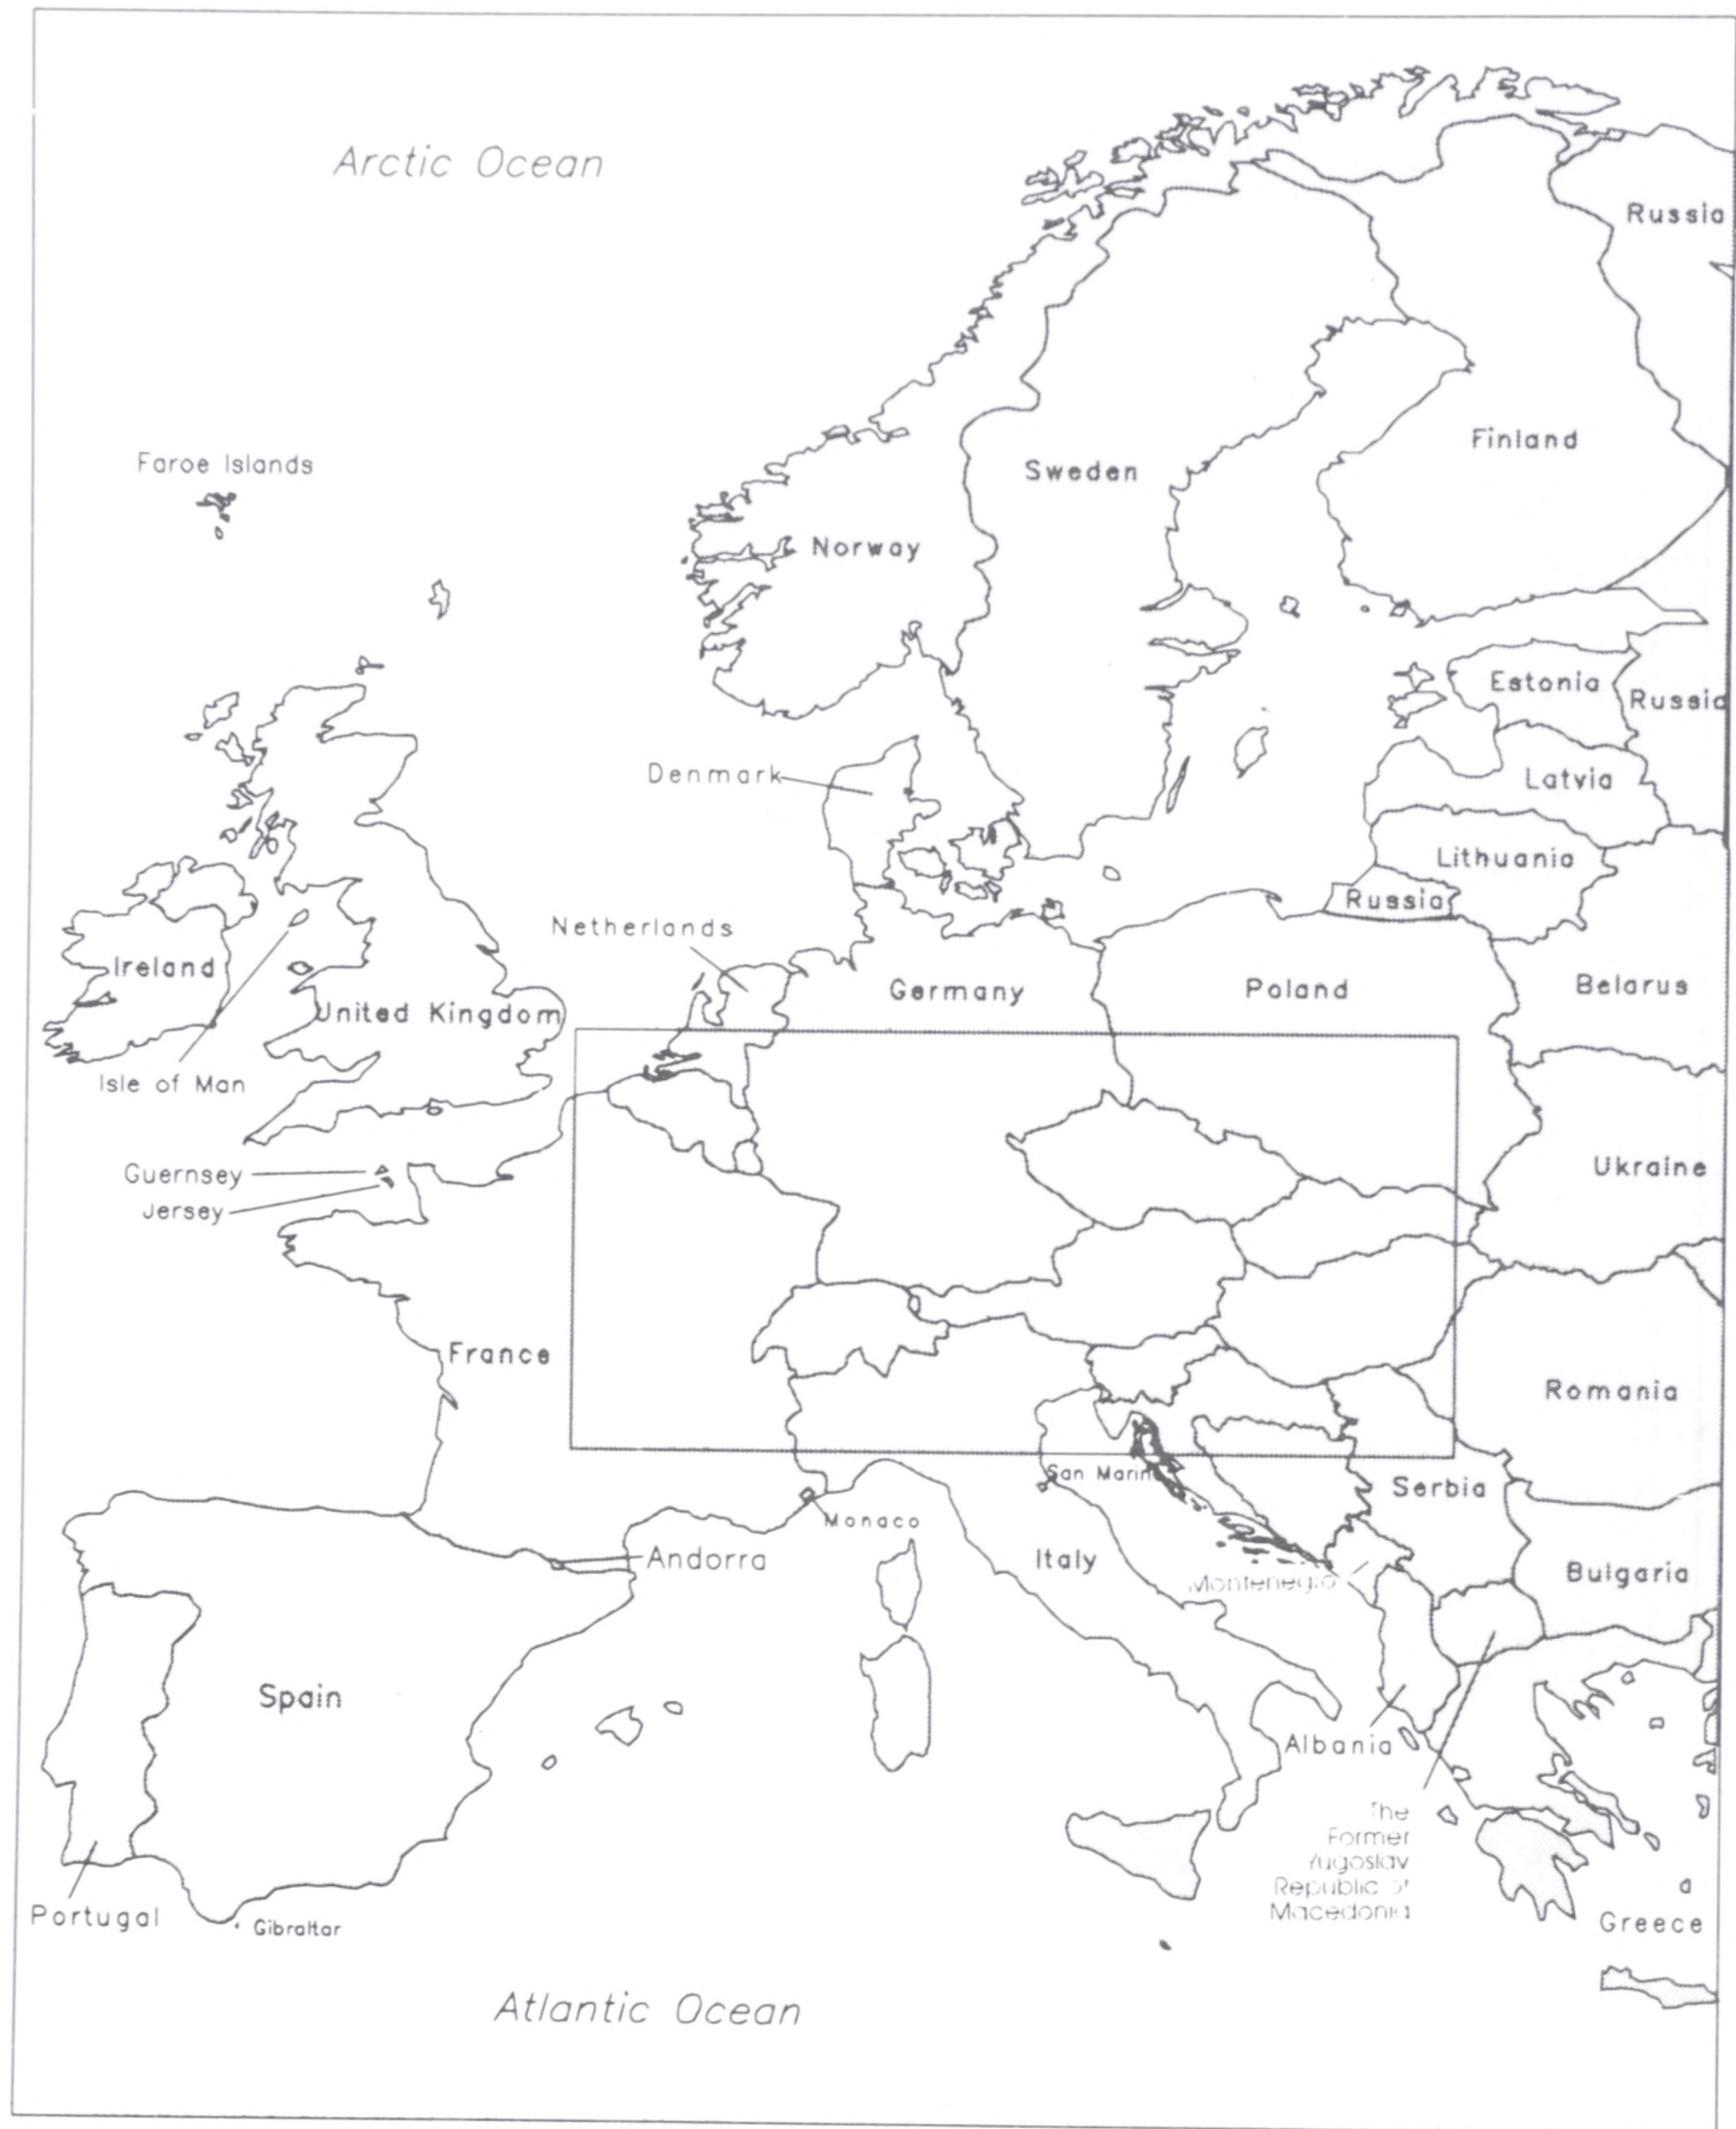 Arctic Ocean
Russia
Finland
Faroe Islands
Sweden
Norway
Estonia
Russia
Denmark
Latvia
Lithuania
Russia
Netherlands
Ireland
Germany
Poland
Belarus
United Kingdom
Isle of Man
Guernsey
Ukraine
Jersey
France
Romania
San Marino
Serbia
Monaco
Andorra
Italy
Montenegro
Bulgaria
Spain
Albania
The
Former
Yugoslav
Republic of
Macedonia
Portugal
Gibraltar
Greece
Atlantic Ocean